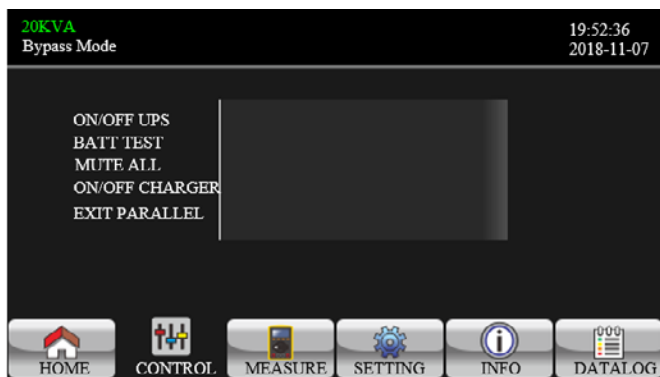 20KVA
Bypass Mode
19:52:36
2018-11-07
ON/OFF UPS
BATT TEST
MUTE ALL
ON/OFF CHARGER
EXIT PARALLEL
HOME
CONTROL
MEASURE
SETTING
INFO
DATALOG